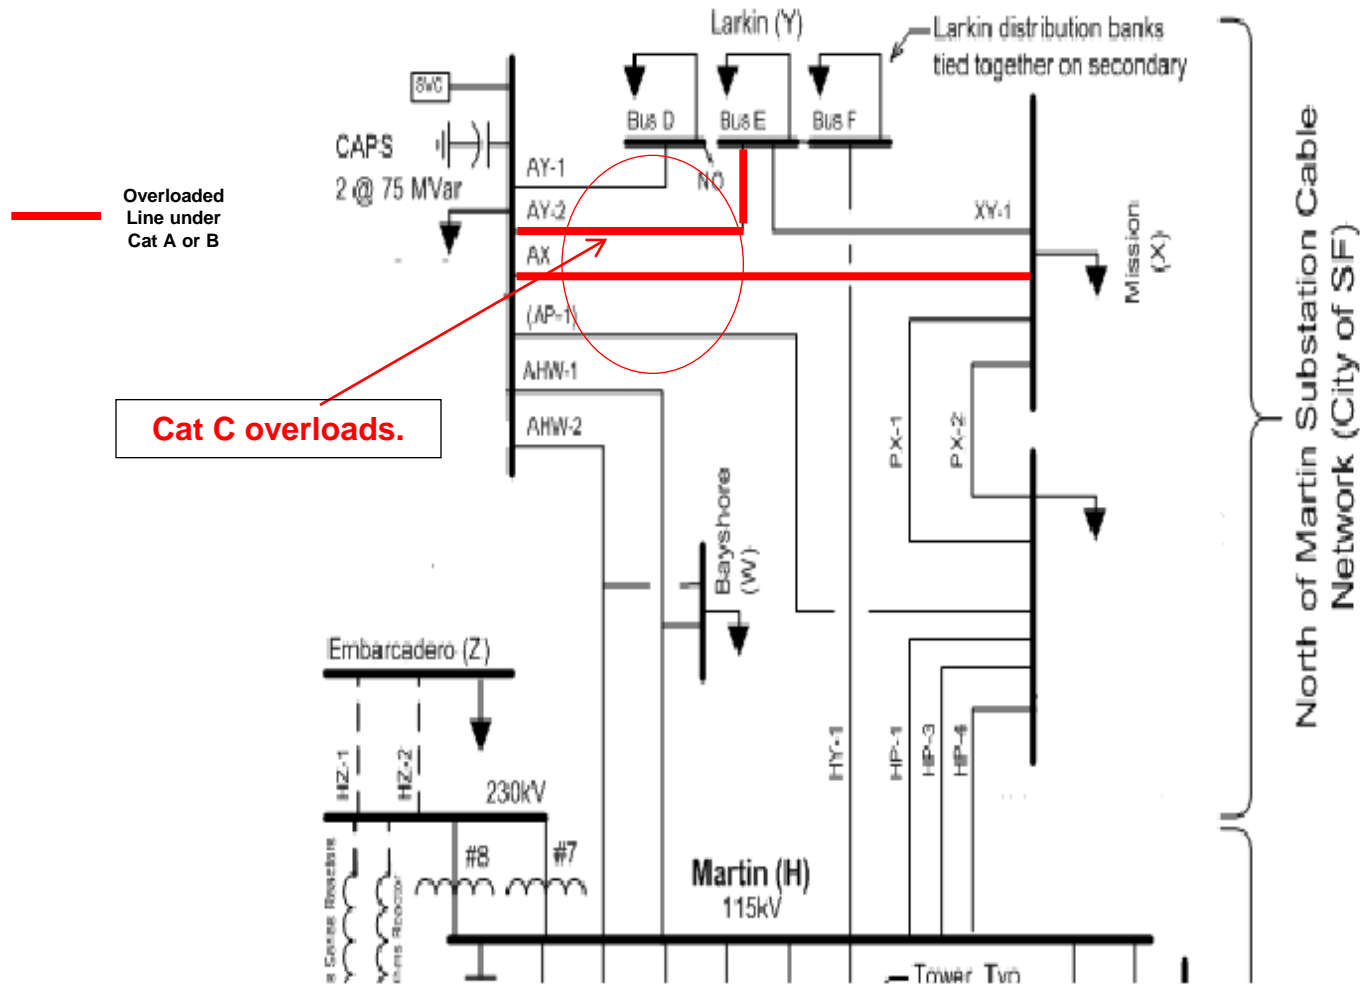 Larkin (Y)
Larkin distribution banks
tied together on secondary
SVC
Bus D
Bus E
Bus F
CAPS
2 @ 75 MVar
AY-1
NO
AY-2
XY-1
AX
Overloaded
Line under
Cat A or B
Mission
(X)
(AP-1)
AHW-1
Cat C overloads.
AHW-2
PX-1
PX-2
Bayshore
(W)
North of Martin Substation Cable
Network (City of SF)
Embarcadero (Z)
HZ-1
HZ-2
230kV
HY-1
HP-1
HP-3
HP-4
#8
#7
Martin (H)
115kV
Reactor
Tower